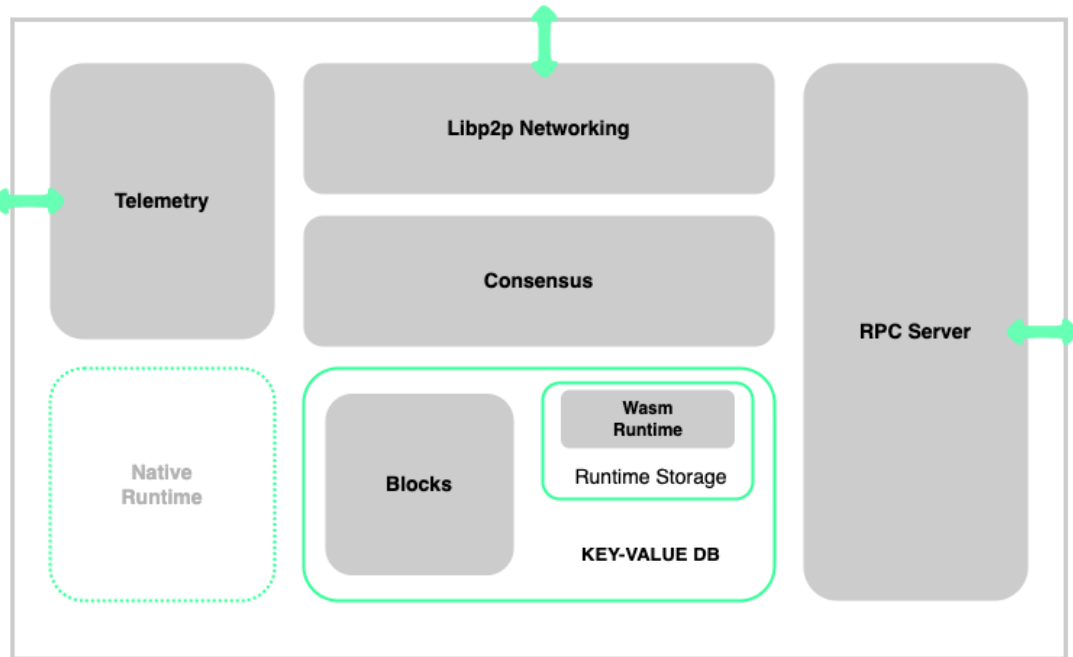 Libp2p Networking
Telemetry
Consensus
RPC Server
Native
Runtime
Blocks
Wasm
Runtime
Runtime Storage
KEY-VALUE DB